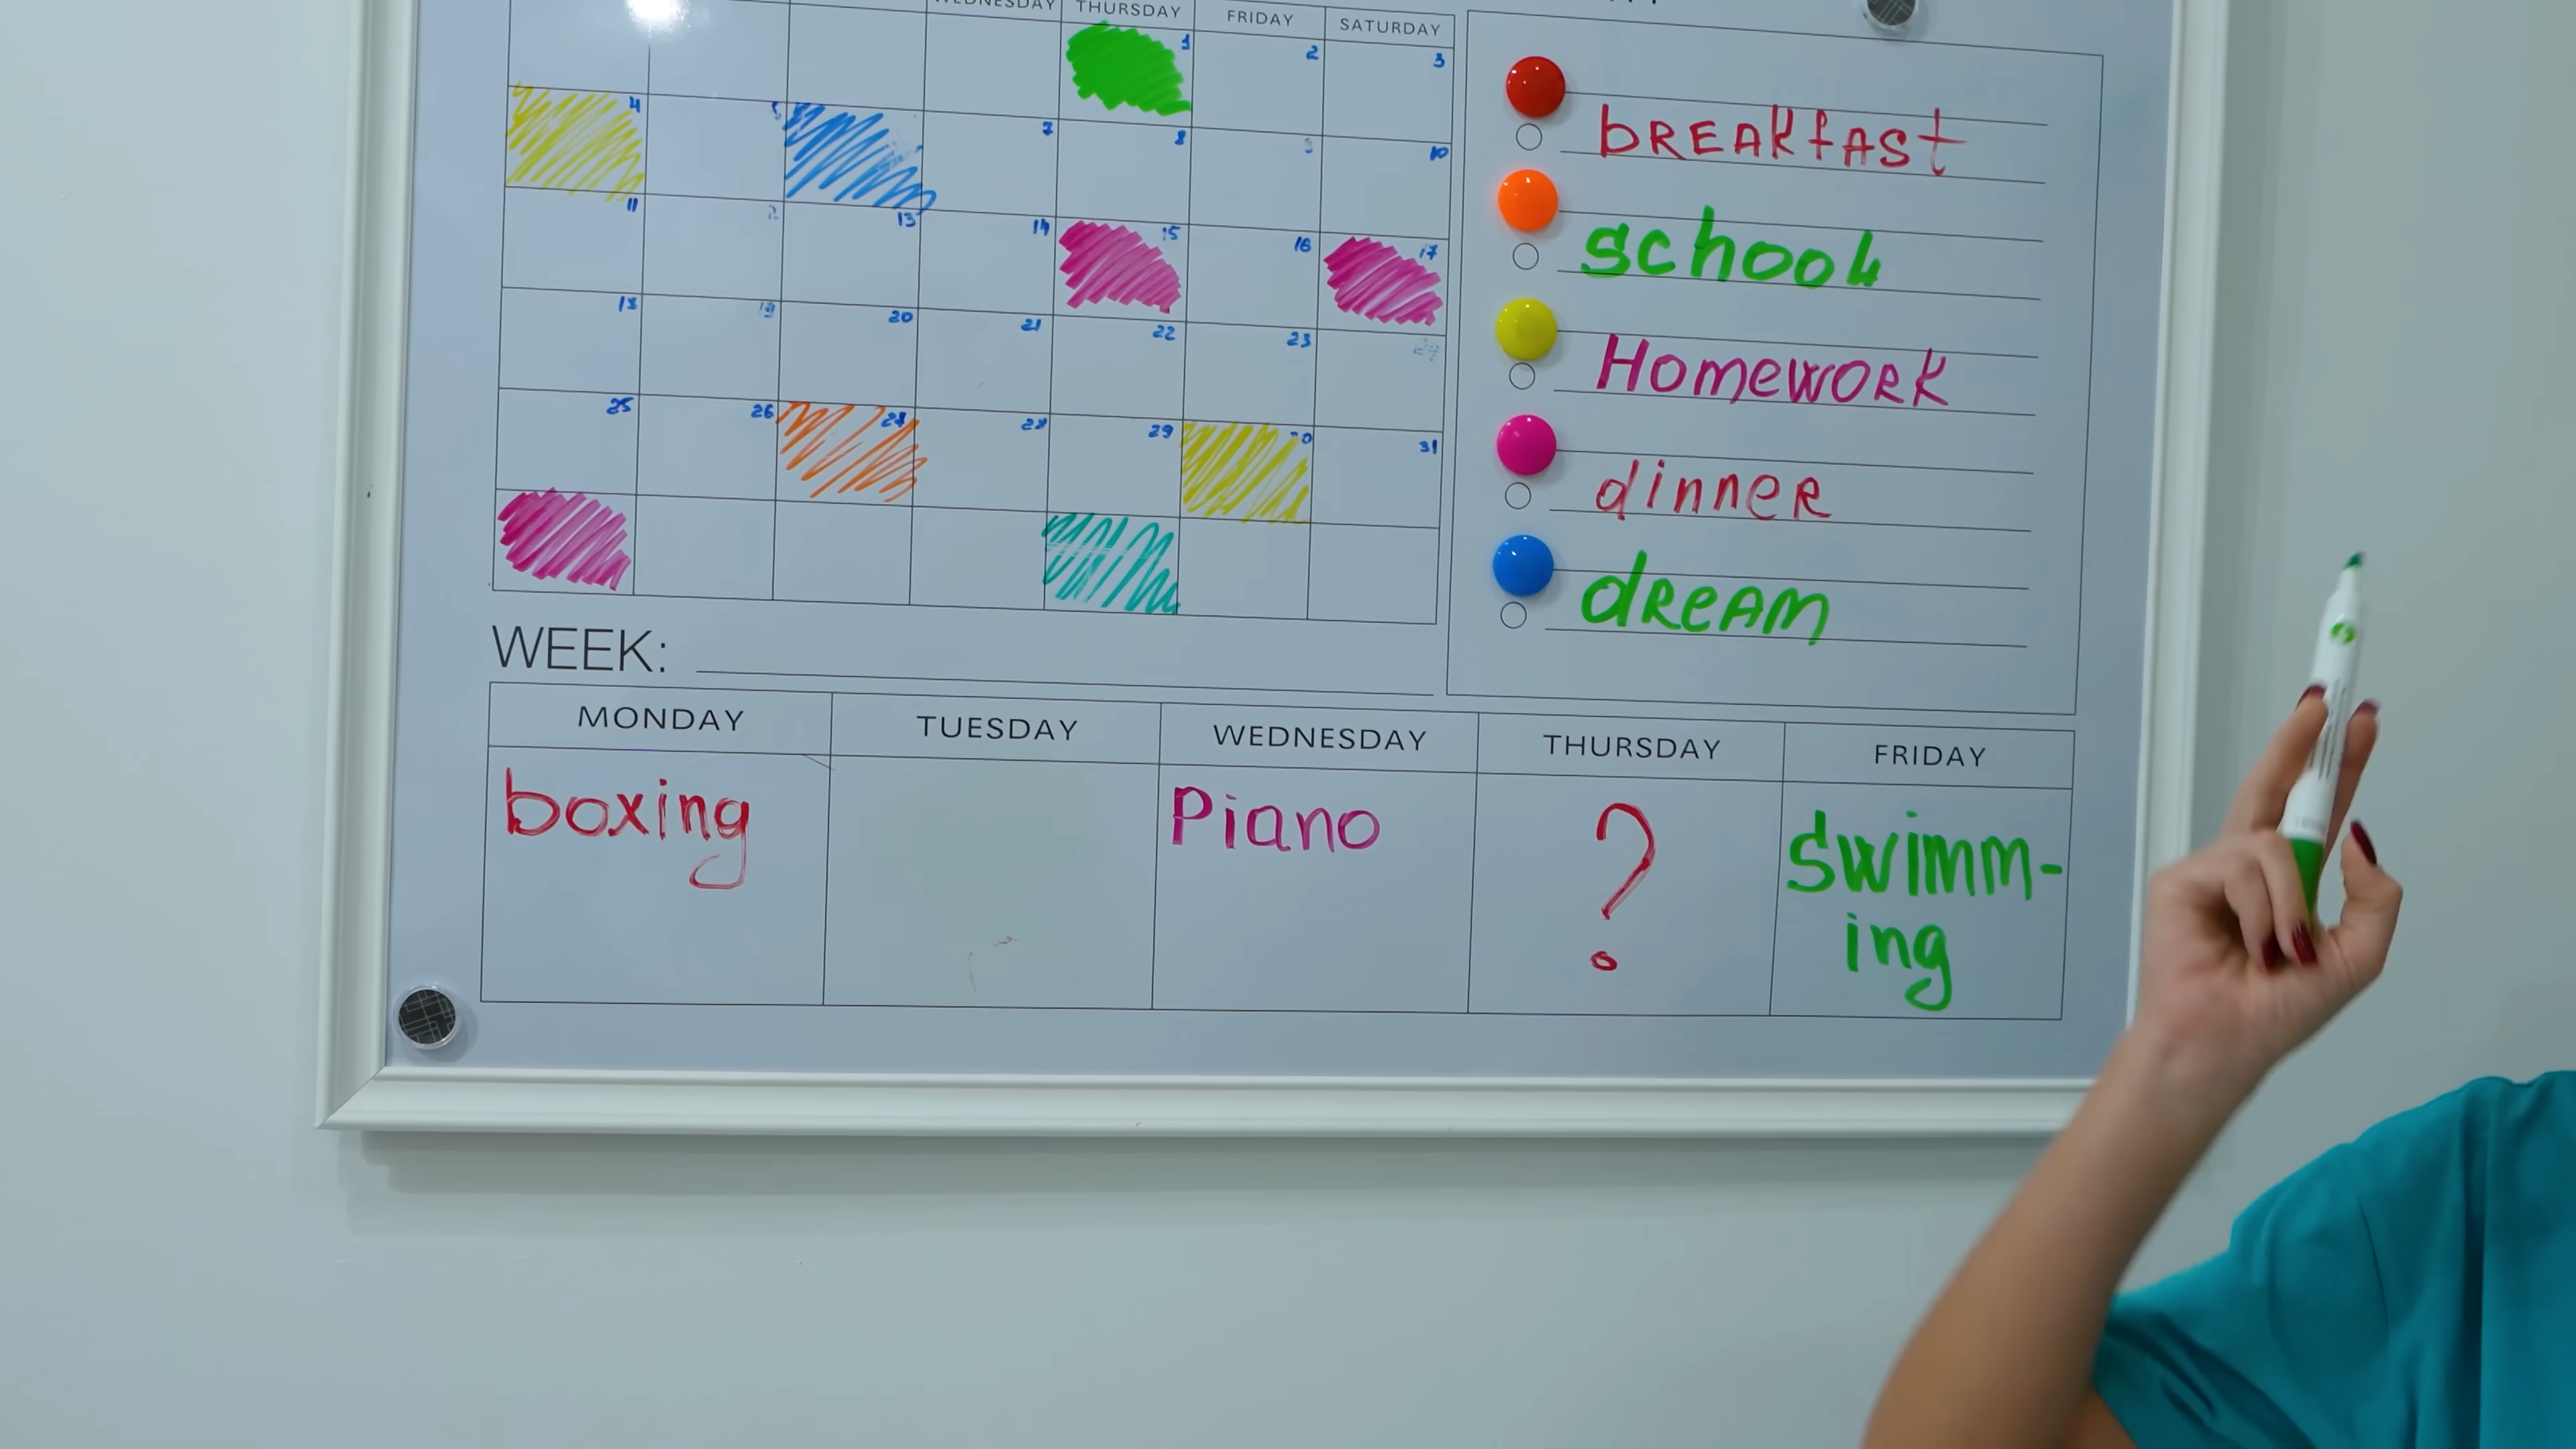 THURSDAY FRIDAY SATURDAY
1 2 3
4 7 8 10
11 13 14 15 16 17
18 19 20 21 22 23
25 26 27 28 29 31
breakfast
school
Homework
dinner
dream
WEEK:
MONDAY TUESDAY WEDNESDAY THURSDAY FRIDAY
boxing Piano ? Swimm-
ing